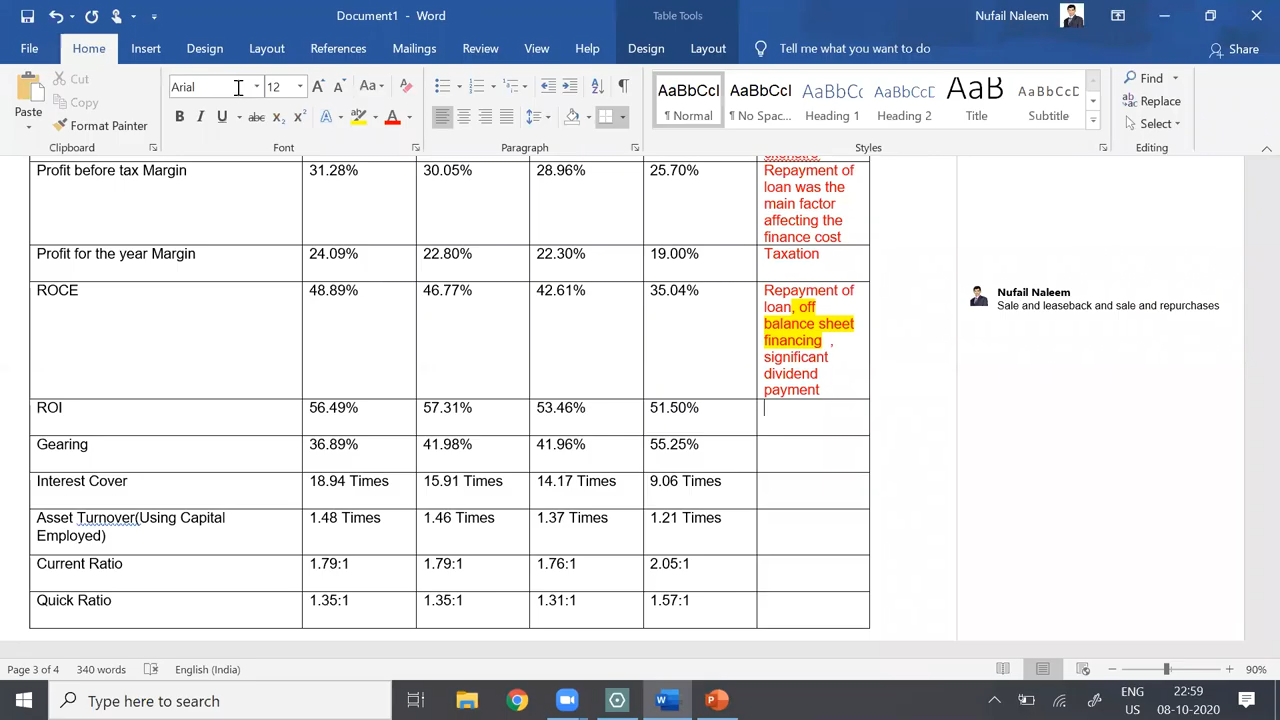 Document1 - Word
Table Tools
Nufail Naleem
File Home Insert Design Layout References Mailings Review View Help Design Layout Tell me what you want to do Share
Paste
Cut
Copy
Format Painter
Clipboard
Arial 12 Aa
B I U abc X2 X2 A A
Font
Paragraph
AaBbCcI AaBbCcI AaBbCc AaBbCcI AaB AaBbCcD
¶ Normal ¶ No Spac... Heading 1 Heading 2 Title Subtitle
Styles
Find
Replace
Select
Editing
Profit before tax Margin 31.28% 30.05% 28.96% 25.70% Repayment of
loan was the
main factor
affecting the
finance cost
Profit for the year Margin 24.09% 22.80% 22.30% 19.00% Taxation
ROCE 48.89% 46.77% 42.61% 35.04% Repayment of
loan, off
balance sheet
financing ,
significant
dividend
payment
Nufail Naleem
Sale and leaseback and sale and repurchases
ROI 56.49% 57.31% 53.46% 51.50%
Gearing 36.89% 41.98% 41.96% 55.25%
Interest Cover 18.94 Times 15.91 Times 14.17 Times 9.06 Times
Asset Turnover(Using Capital 1.48 Times 1.46 Times 1.37 Times 1.21 Times
Employed)
Current Ratio 1.79:1 1.79:1 1.76:1 2.05:1
Quick Ratio 1.35:1 1.35:1 1.31:1 1.57:1
Page 3 of 4 340 words English (India) 90%
Type here to search
ENG
US
22:59
08-10-2020